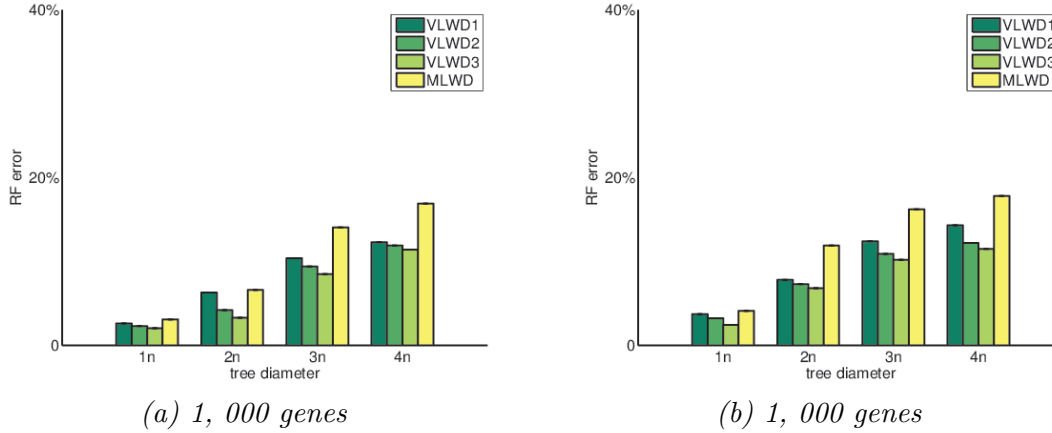 40%
20%
0
RF error
VLWD1
VLWD2
VLWD3
MLWD
1n 2n 3n 4n
tree diameter
(a) 1, 000 genes
40%
20%
0
RF error
VLWD1
VLWD2
VLWD3
MLWD
1n 2n 3n 4n
tree diameter
(b) 1, 000 genes